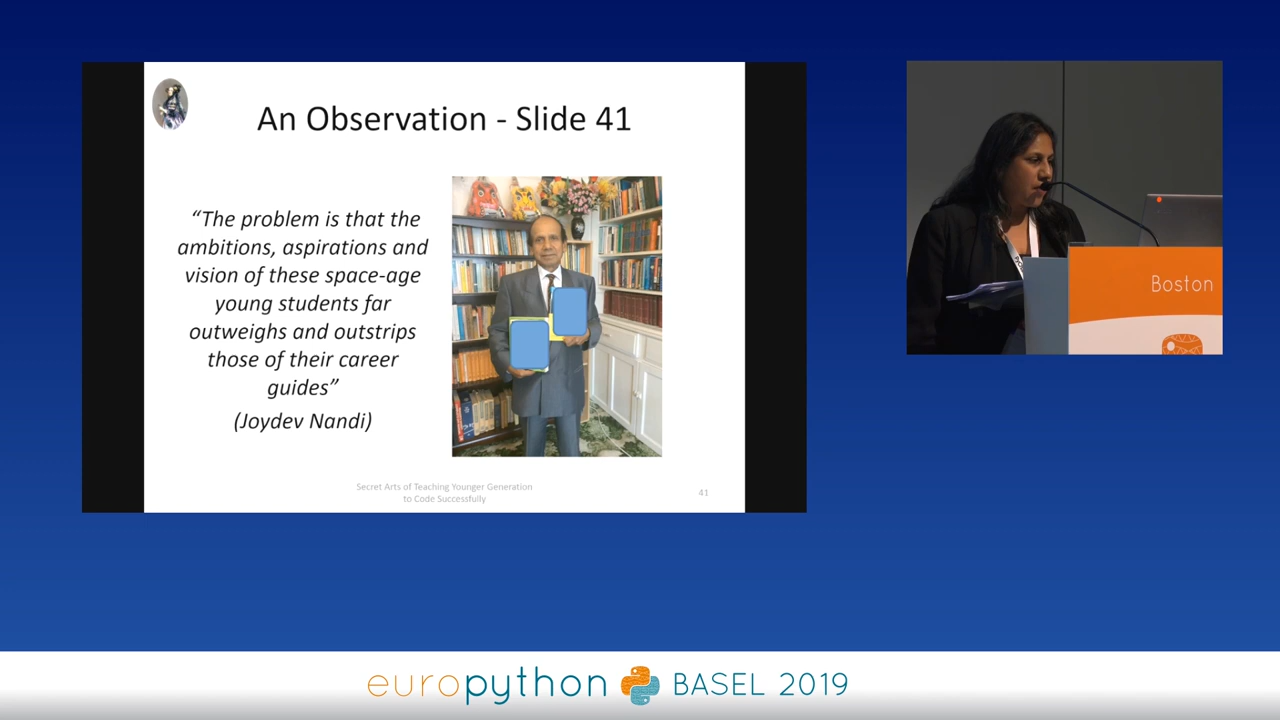 An Observation - Slide 41
“The problem is that the
ambitions, aspirations and
vision of these space-age
young students far
outweighs and outstrips
those of their career
guides”
(Joydev Nandi)
Secret Arts of Teaching Younger Generation
to Code Successfully
41
Boston
europython BASEL 2019